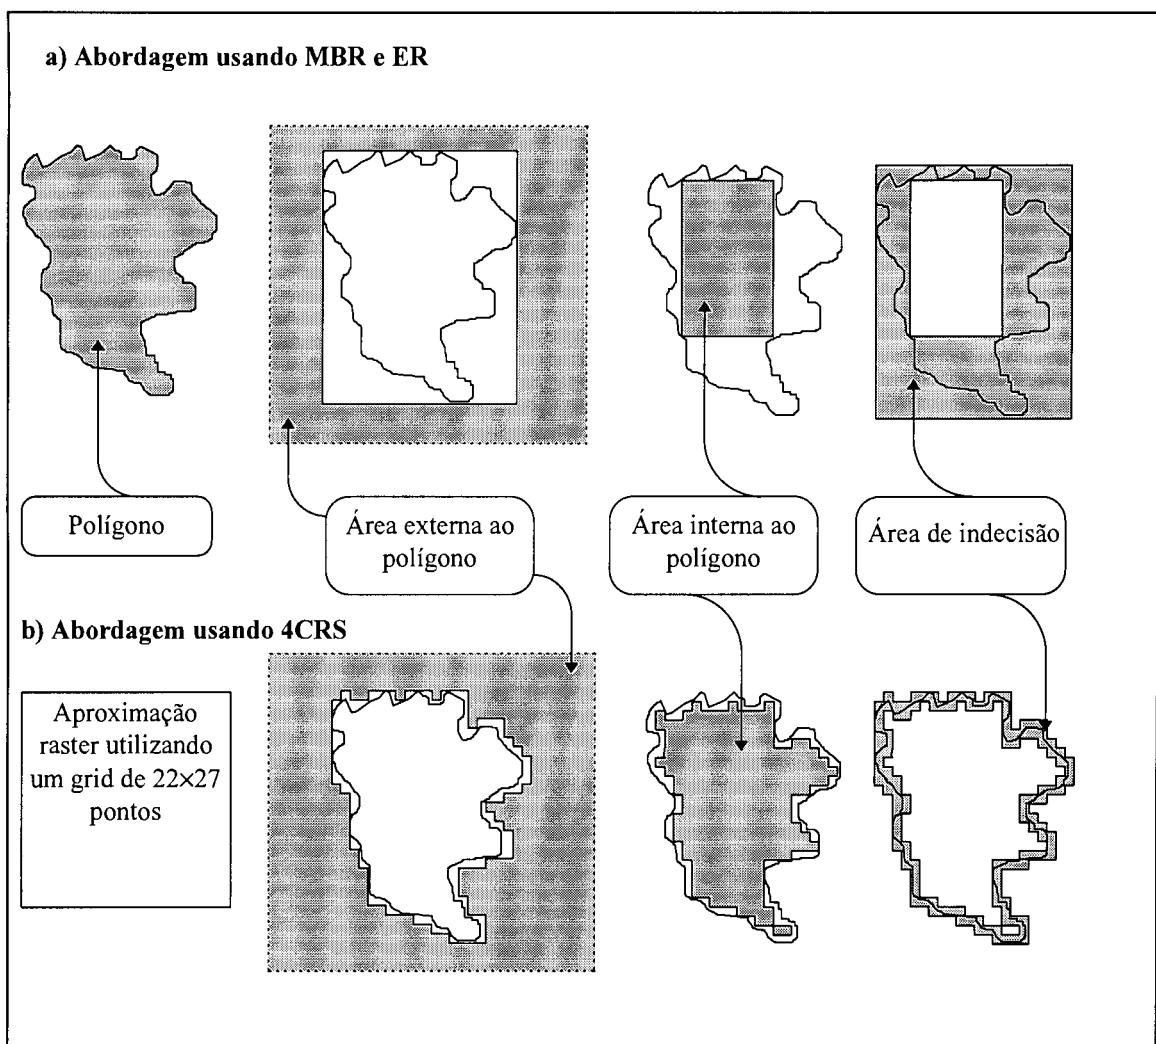 a) Abordagem usando MBR e ER
Polígono
Área externa ao
polígono
Área interna ao
polígono
Área de indecisão
b) Abordagem usando 4CRS
Aproximação
raster utilizando
um grid de 22×27
pontos